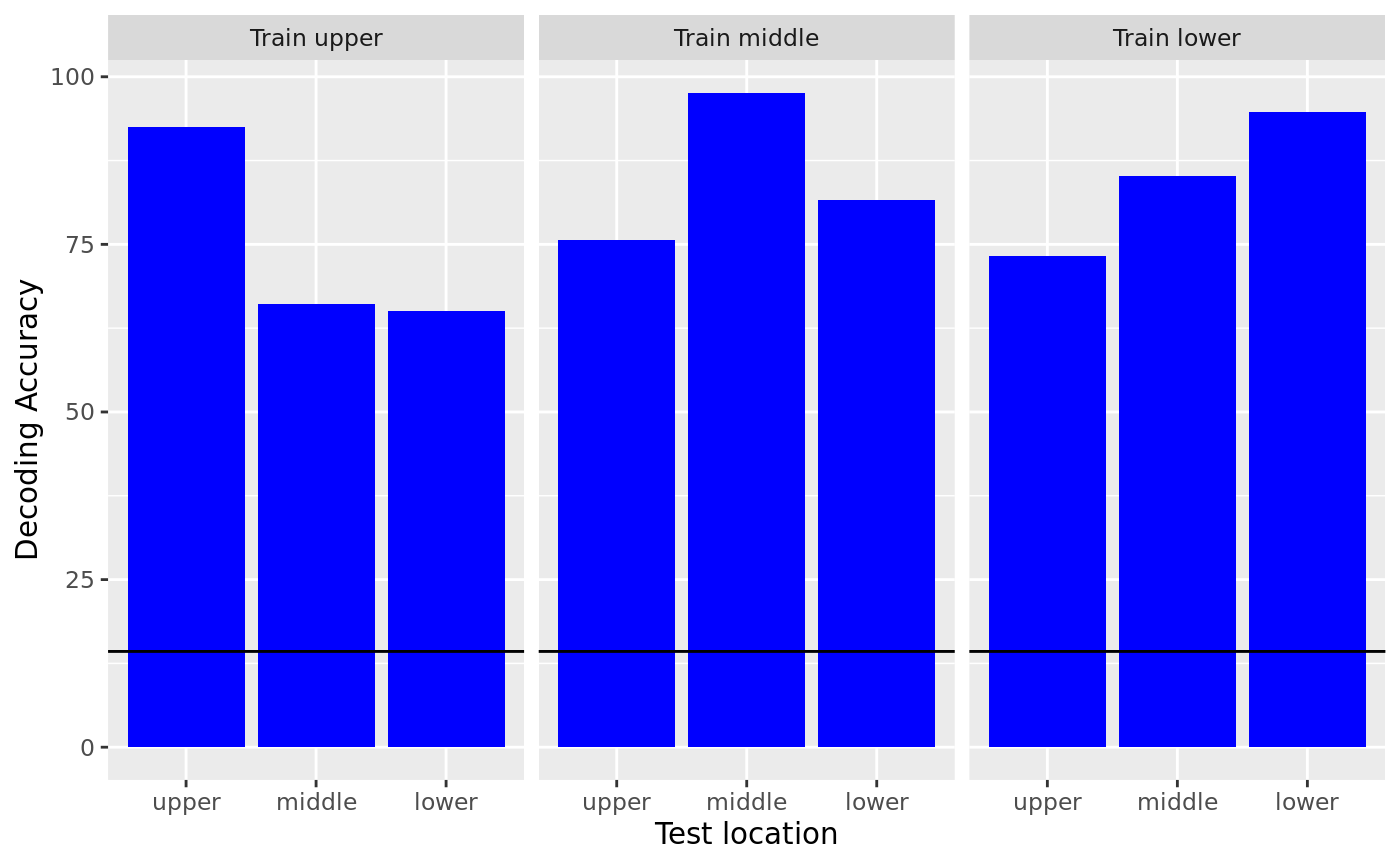 Train upper
Train middle
Train lower
Decoding Accuracy
100
75
50
25
0
upper middle lower
upper middle lower
upper middle lower
Test location